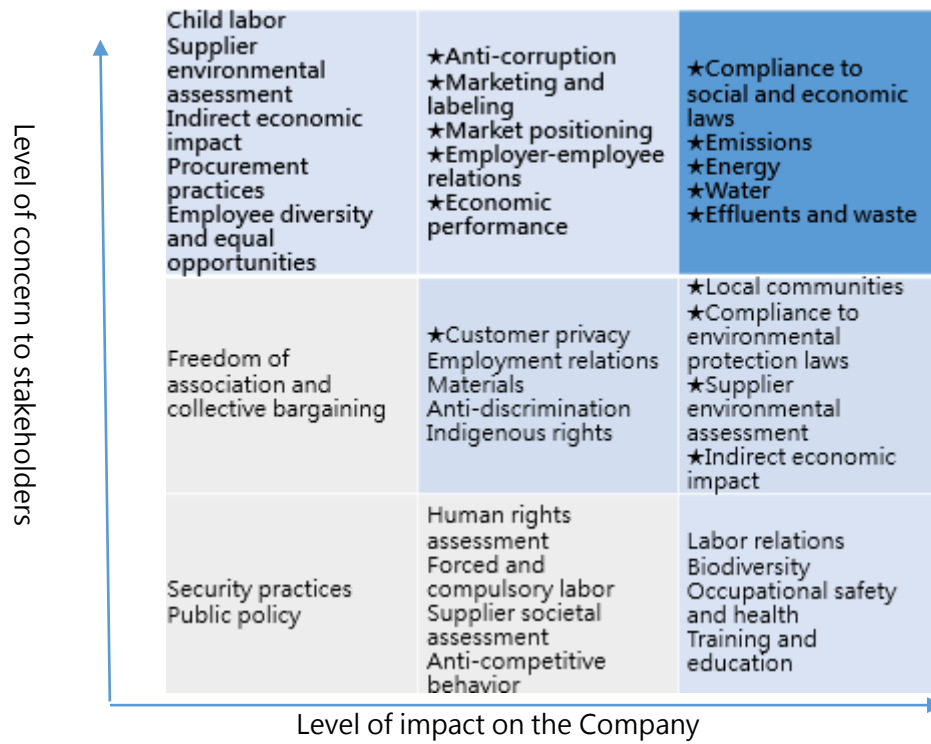 Level of concern to stakeholders
Child labor
Supplier
environmental
assessment
Indirect economic
impact
Procurement
practices
Employee diversity
and equal
opportunities
★Anti-corruption
★Marketing and
labeling
★Market positioning
★Employer-employee
relations
★Economic
performance
★Compliance to
social and economic
laws
★Emissions
★Energy
★Water
★Effluents and waste
Freedom of
association and
collective bargaining
★Customer privacy
Employment relations
Materials
Anti-discrimination
Indigenous rights
★Local communities
★Compliance to
environmental
protection laws
★Supplier
environmental
assessment
★Indirect economic
impact
Security practices
Public policy
Human rights
assessment
Forced and
compulsory labor
Supplier societal
assessment
Anti-competitive
behavior
Labor relations
Biodiversity
Occupational safety
and health
Training and
education
Level of impact on the Company